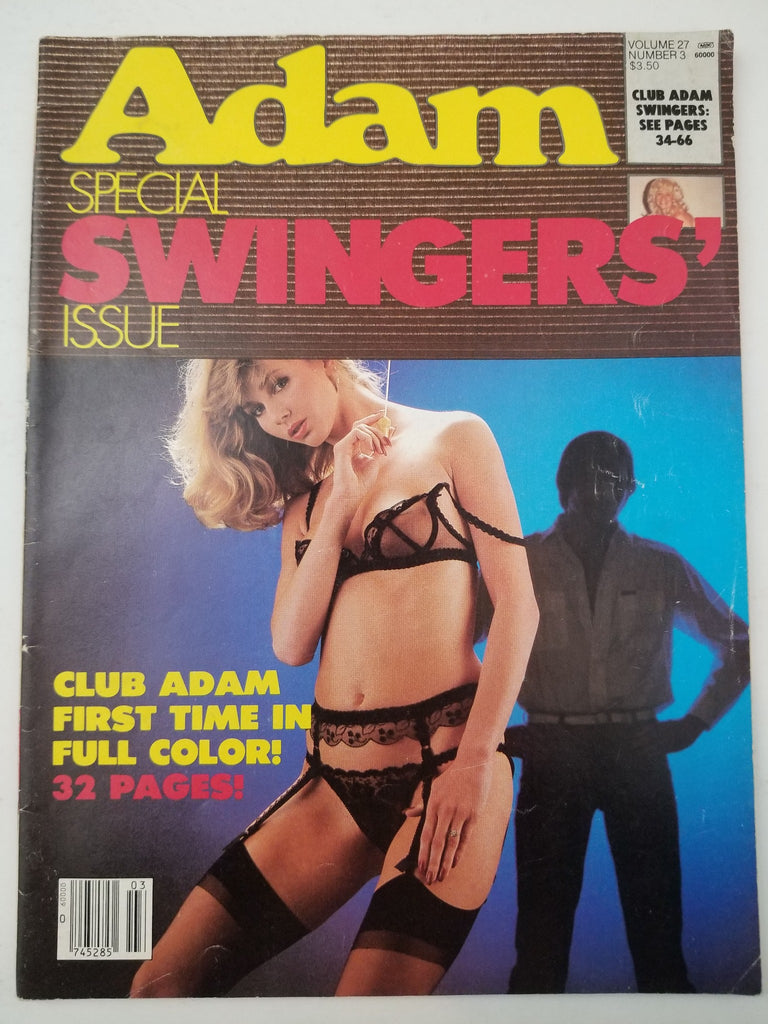 Adam
VOLUME 27
NUMBER 3
60000
$3.50
CLUB ADAM
SWINGERS:
SEE PAGES
34-66
SPECIAL
SWINGERS'
ISSUE
CLUB ADAM
FIRST TIME IN
FULL COLOR!
32 PAGES!
03
60000
0
745285